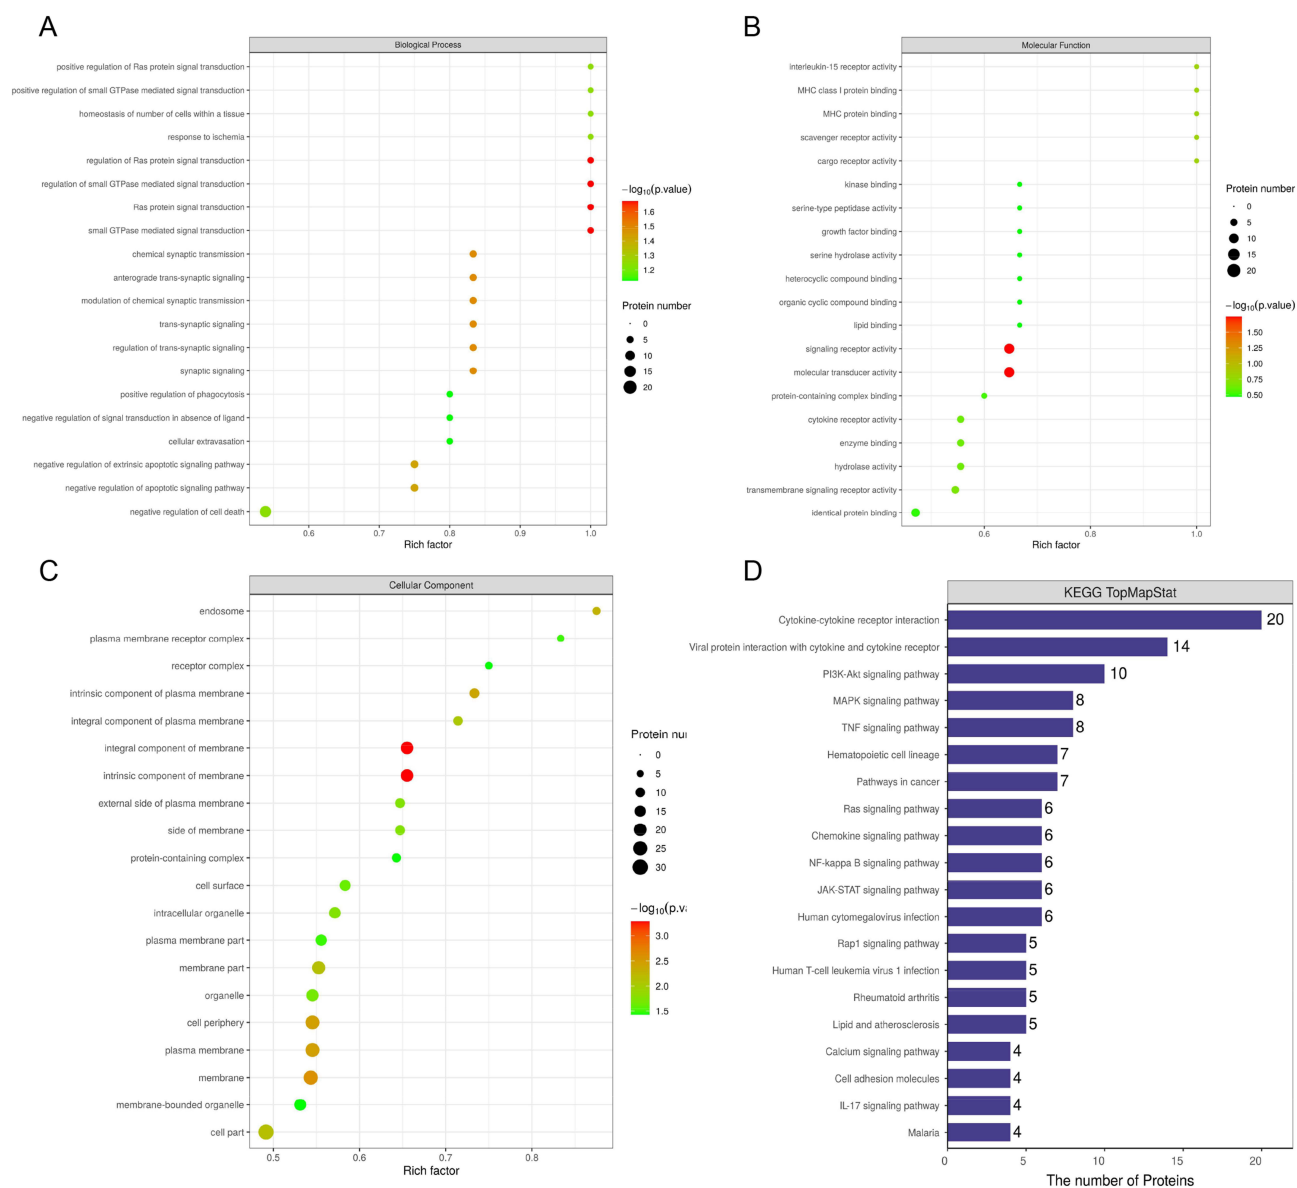 A
Biological Process
positive regulation of Ras protein signal transduction
positive regulation of small GTPase mediated signal transduction
homeostasis of number of cells within a tissue
response to ischemia
regulation of Ras protein signal transduction
regulation of small GTPase mediated signal transduction
Ras protein signal transduction
small GTPase mediated signal transduction
chemical synaptic transmission
anterograde trans-synaptic signaling
modulation of chemical synaptic transmission
trans-synaptic signaling
regulation of trans-synaptic signaling
synaptic signaling
positive regulation of phagocytosis
negative regulation of signal transduction in absence of ligand
cellular extravasation
negative regulation of extrinsic apoptotic signaling pathway
negative regulation of apoptotic signaling pathway
negative regulation of cell death
0.6 0.7 0.8 0.9 1.0
Rich factor
−log10(p.value)
1.6
1.5
1.4
1.3
1.2
Protein number
0
5
10
15
20
B
Molecular Function
interleukin-15 receptor activity
MHC class I protein binding
MHC protein binding
scavenger receptor activity
cargo receptor activity
kinase binding
serine-type peptidase activity
growth factor binding
serine hydrolase activity
heterocyclic compound binding
organic cyclic compound binding
lipid binding
signaling receptor activity
molecular transducer activity
protein-containing complex binding
cytokine receptor activity
enzyme binding
hydrolase activity
transmembrane signaling receptor activity
identical protein binding
0.6 0.8 1.0
Rich factor
Protein number
0
5
10
15
20
−log10(p.value)
1.50
1.25
1.00
0.75
0.50
C
Cellular Component
endosome
plasma membrane receptor complex
receptor complex
intrinsic component of plasma membrane
integral component of plasma membrane
integral component of membrane
intrinsic component of membrane
external side of plasma membrane
side of membrane
protein-containing complex
cell surface
intracellular organelle
plasma membrane part
membrane part
organelle
cell periphery
plasma membrane
membrane
membrane-bounded organelle
cell part
0.5 0.6 0.7 0.8
Rich factor
Protein nu
0
5
10
15
20
25
30
−log10(p.v
3.0
2.5
2.0
1.5
D
KEGG TopMapStat
Cytokine-cytokine receptor interaction 20
Viral protein interaction with cytokine and cytokine receptor 14
PI3K-Akt signaling pathway 10
MAPK signaling pathway 8
TNF signaling pathway 8
Hematopoietic cell lineage 7
Pathways in cancer 7
Ras signaling pathway 6
Chemokine signaling pathway 6
NF-kappa B signaling pathway 6
JAK-STAT signaling pathway 6
Human cytomegalovirus infection 6
Rap1 signaling pathway 5
Human T-cell leukemia virus 1 infection 5
Rheumatoid arthritis 5
Lipid and atherosclerosis 5
Calcium signaling pathway 4
Cell adhesion molecules 4
IL-17 signaling pathway 4
Malaria 4
0 5 10 15 20
The number of Proteins